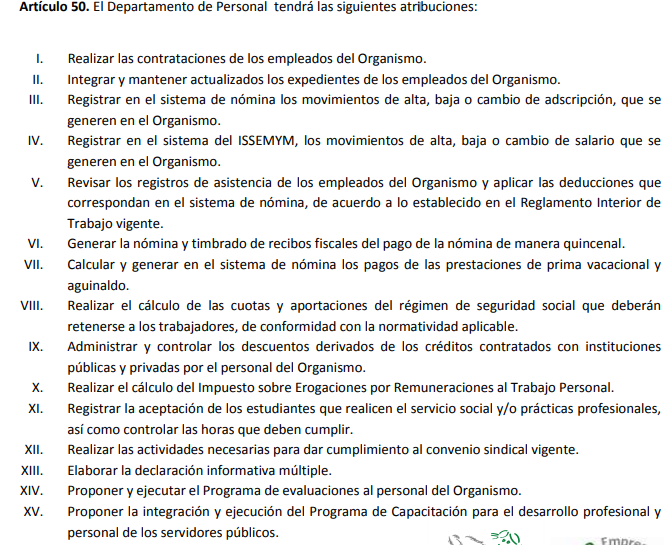 Artículo 50. El Departamento de Personal tendrá las siguientes atribuciones:
I. Realizar las contrataciones de los empleados del Organismo.
II. Integrar y mantener actualizados los expedientes de los empleados del Organismo.
III. Registrar en el sistema de nómina los movimientos de alta, baja o cambio de adscripción, que se
generen en el Organismo.
IV. Registrar en el sistema del ISSEMYM, los movimientos de alta, baja o cambio de salario que se
generen en el Organismo.
V. Revisar los registros de asistencia de los empleados del Organismo y aplicar las deducciones que
correspondan en el sistema de nómina, de acuerdo a lo establecido en el Reglamento Interior de
Trabajo vigente.
VI. Generar la nómina y timbrado de recibos fiscales del pago de la nómina de manera quincenal.
VII. Calcular y generar en el sistema de nómina los pagos de las prestaciones de prima vacacional y
aguinaldo.
VIII. Realizar el cálculo de las cuotas y aportaciones del régimen de seguridad social que deberán
retenerse a los trabajadores, de conformidad con la normatividad aplicable.
IX. Administrar y controlar los descuentos derivados de los créditos contratados con instituciones
públicas y privadas por el personal del Organismo.
X. Realizar el cálculo del Impuesto sobre Erogaciones por Remuneraciones al Trabajo Personal.
XI. Registrar la aceptación de los estudiantes que realicen el servicio social y/o prácticas profesionales,
así como controlar las horas que deben cumplir.
XII. Realizar las actividades necesarias para dar cumplimiento al convenio sindical vigente.
XIII. Elaborar la declaración informativa múltiple.
XIV. Proponer y ejecutar el Programa de evaluaciones al personal del Organismo.
XV. Proponer la integración y ejecución del Programa de Capacitación para el desarrollo profesional y
personal de los servidores públicos.